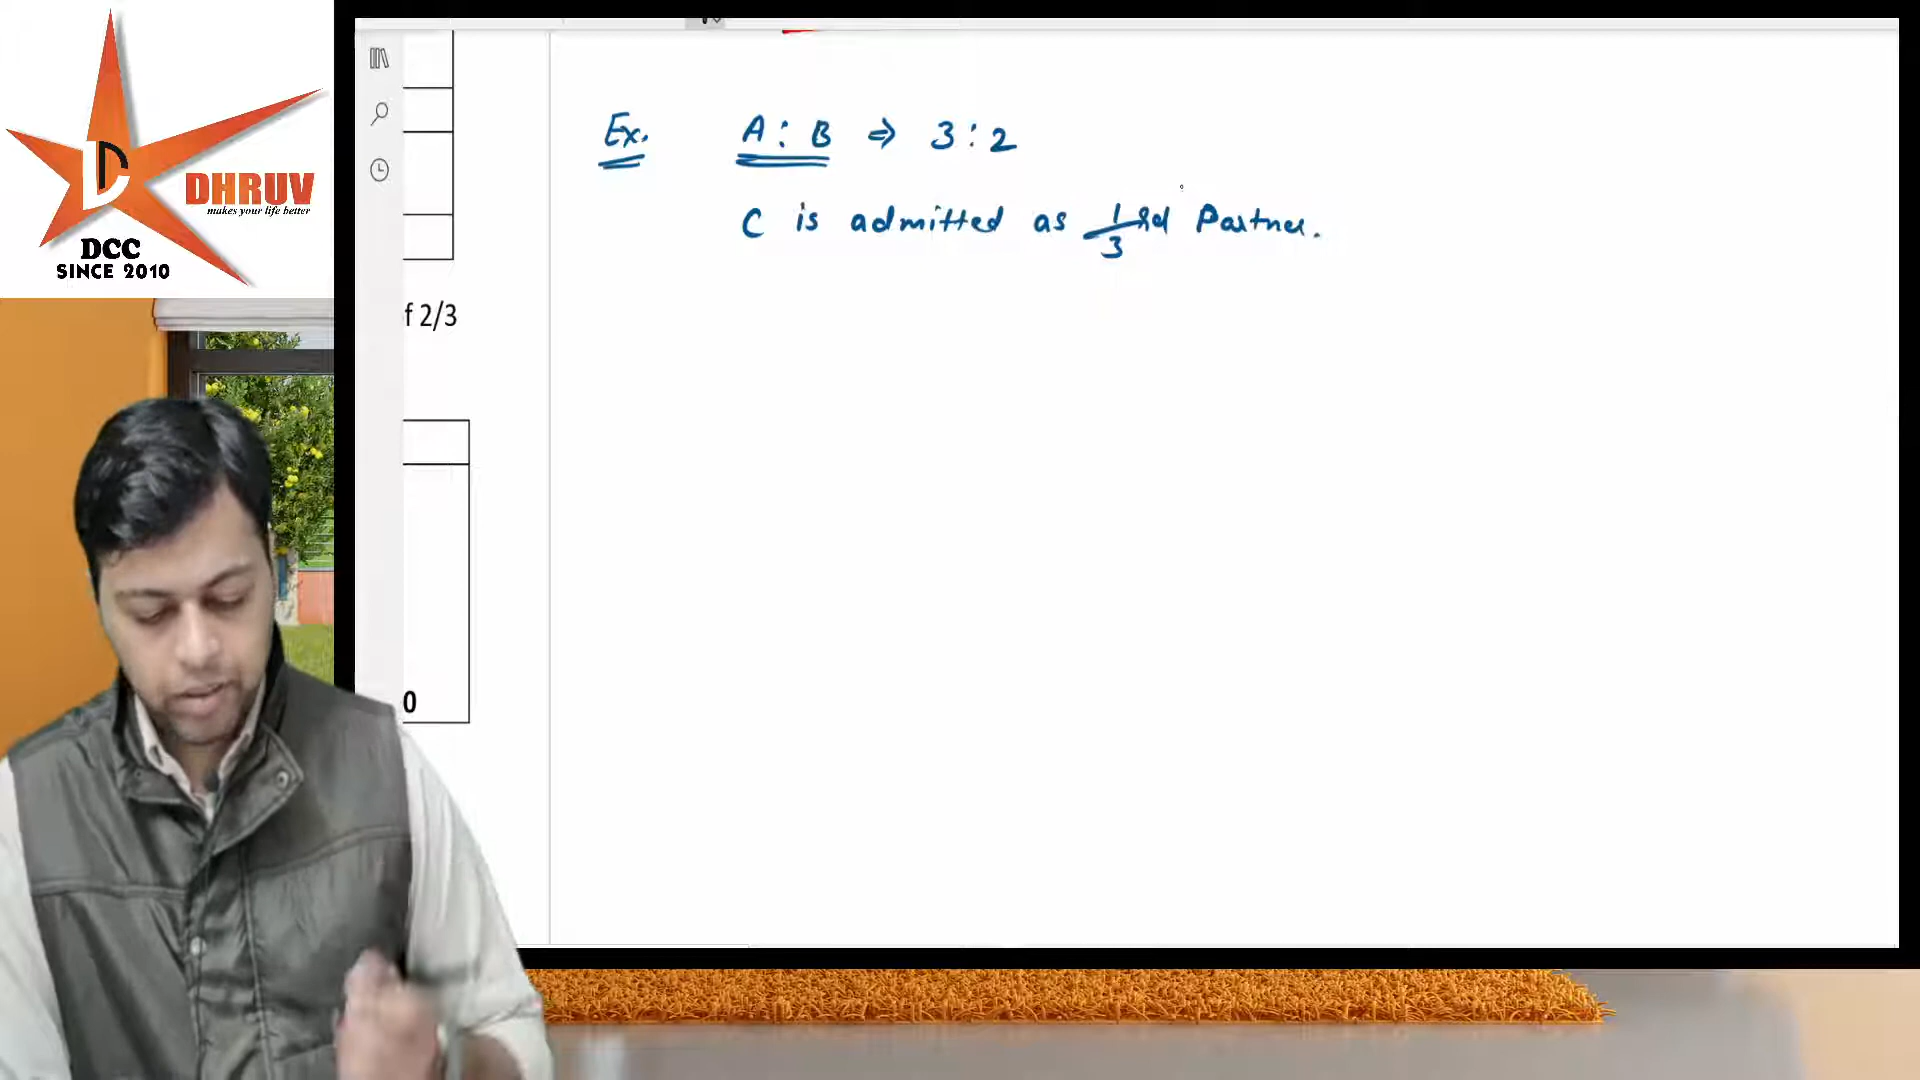 DHRUV
makes your life better
DCC
SINCE 2010
f 2/3
0
Ex. A : B ⇒ 3 : 2
C is admitted as 1/3rd Partner.